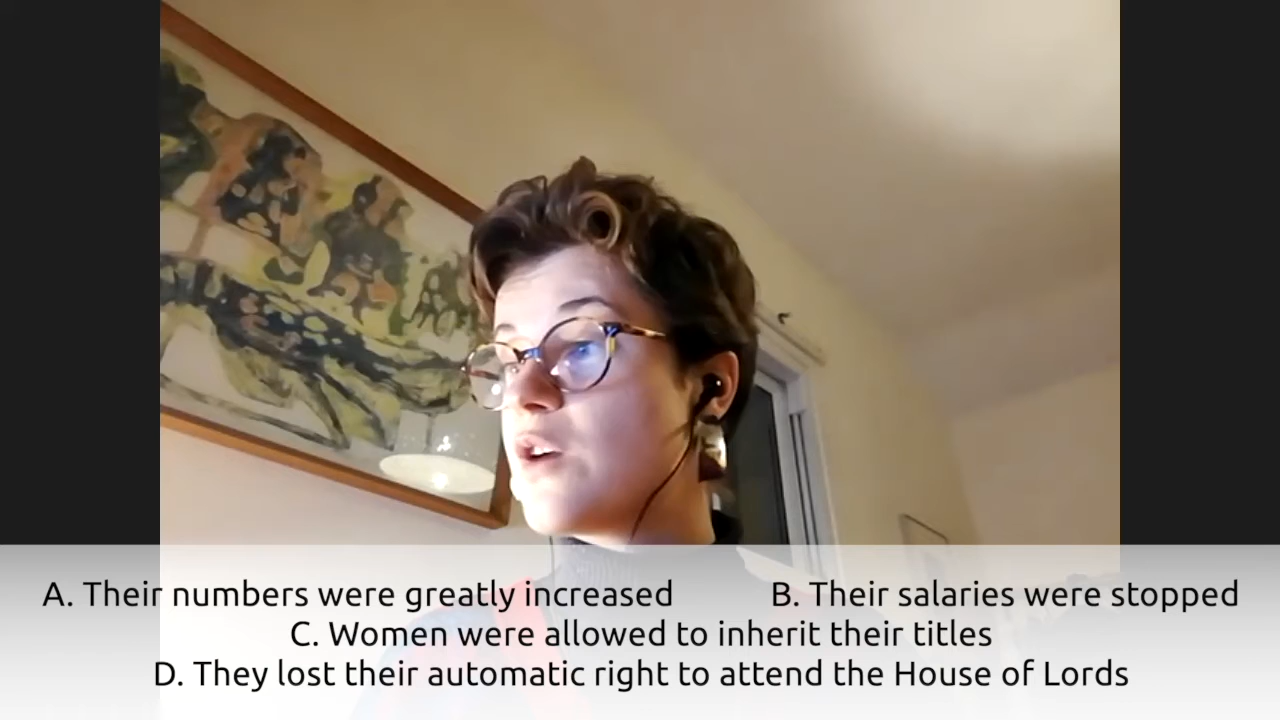 A. Their numbers were greatly increased B. Their salaries were stopped
C. Women were allowed to inherit their titles
D. They lost their automatic right to attend the House of Lords